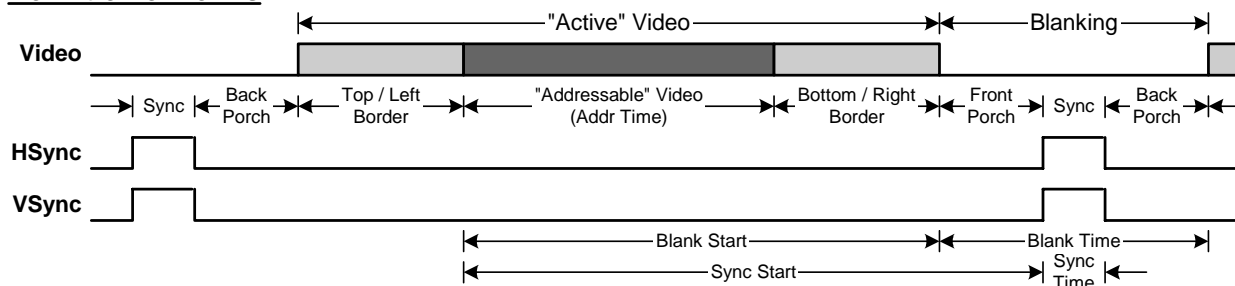 "Active" Video
Blanking
Video
Sync
Back
Porch
Top / Left
Border
"Addressable" Video
(Addr Time)
Bottom / Right
Border
Front
Porch
Sync
Back
Porch
HSync
VSync
Blank Start
Blank Time
Sync Start
Sync
Time